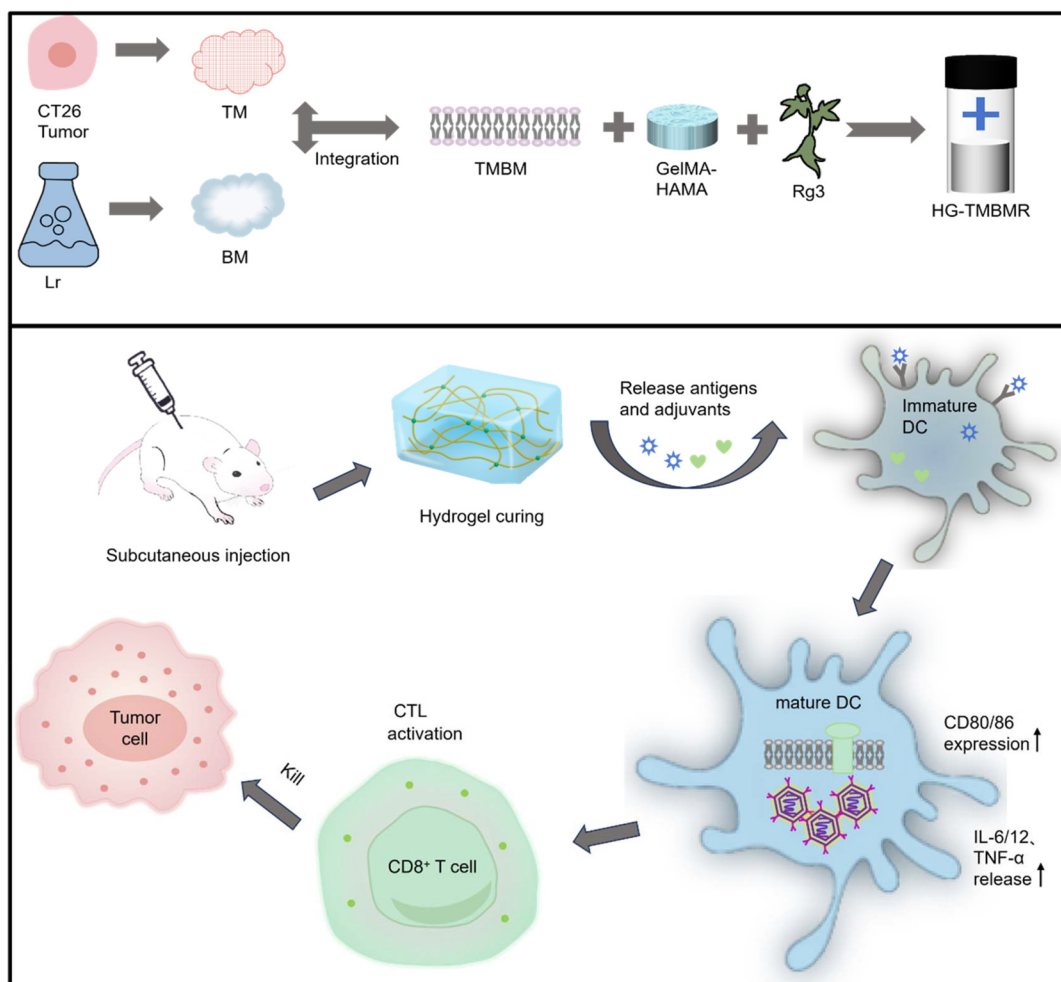 CT26
Tumor
TM
Lr
BM
Integration
TMBM
GelMA-
HAMA
Rg3
HG-TMBMR
Subcutaneous injection
Hydrogel curing
Release antigens
and adjuvants
Immature
DC
mature DC
CD80/86
expression
IL-6/12、
TNF-α
release
CTL
activation
CD8⁺ T cell
Kill
Tumor
cell